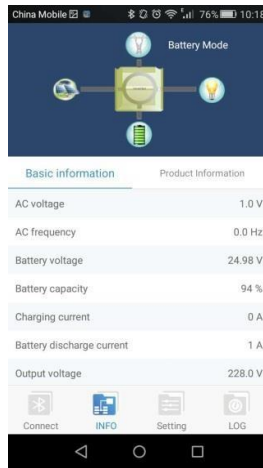 China Mobile 76% 10:18
Battery Mode
Basic information Product Information
AC voltage 1.0 V
AC frequency 0.0 Hz
Battery voltage 24.98 V
Battery capacity 94 %
Charging current 0 A
Battery discharge current 1 A
Output voltage 228.0 V
Connect INFO Setting LOG